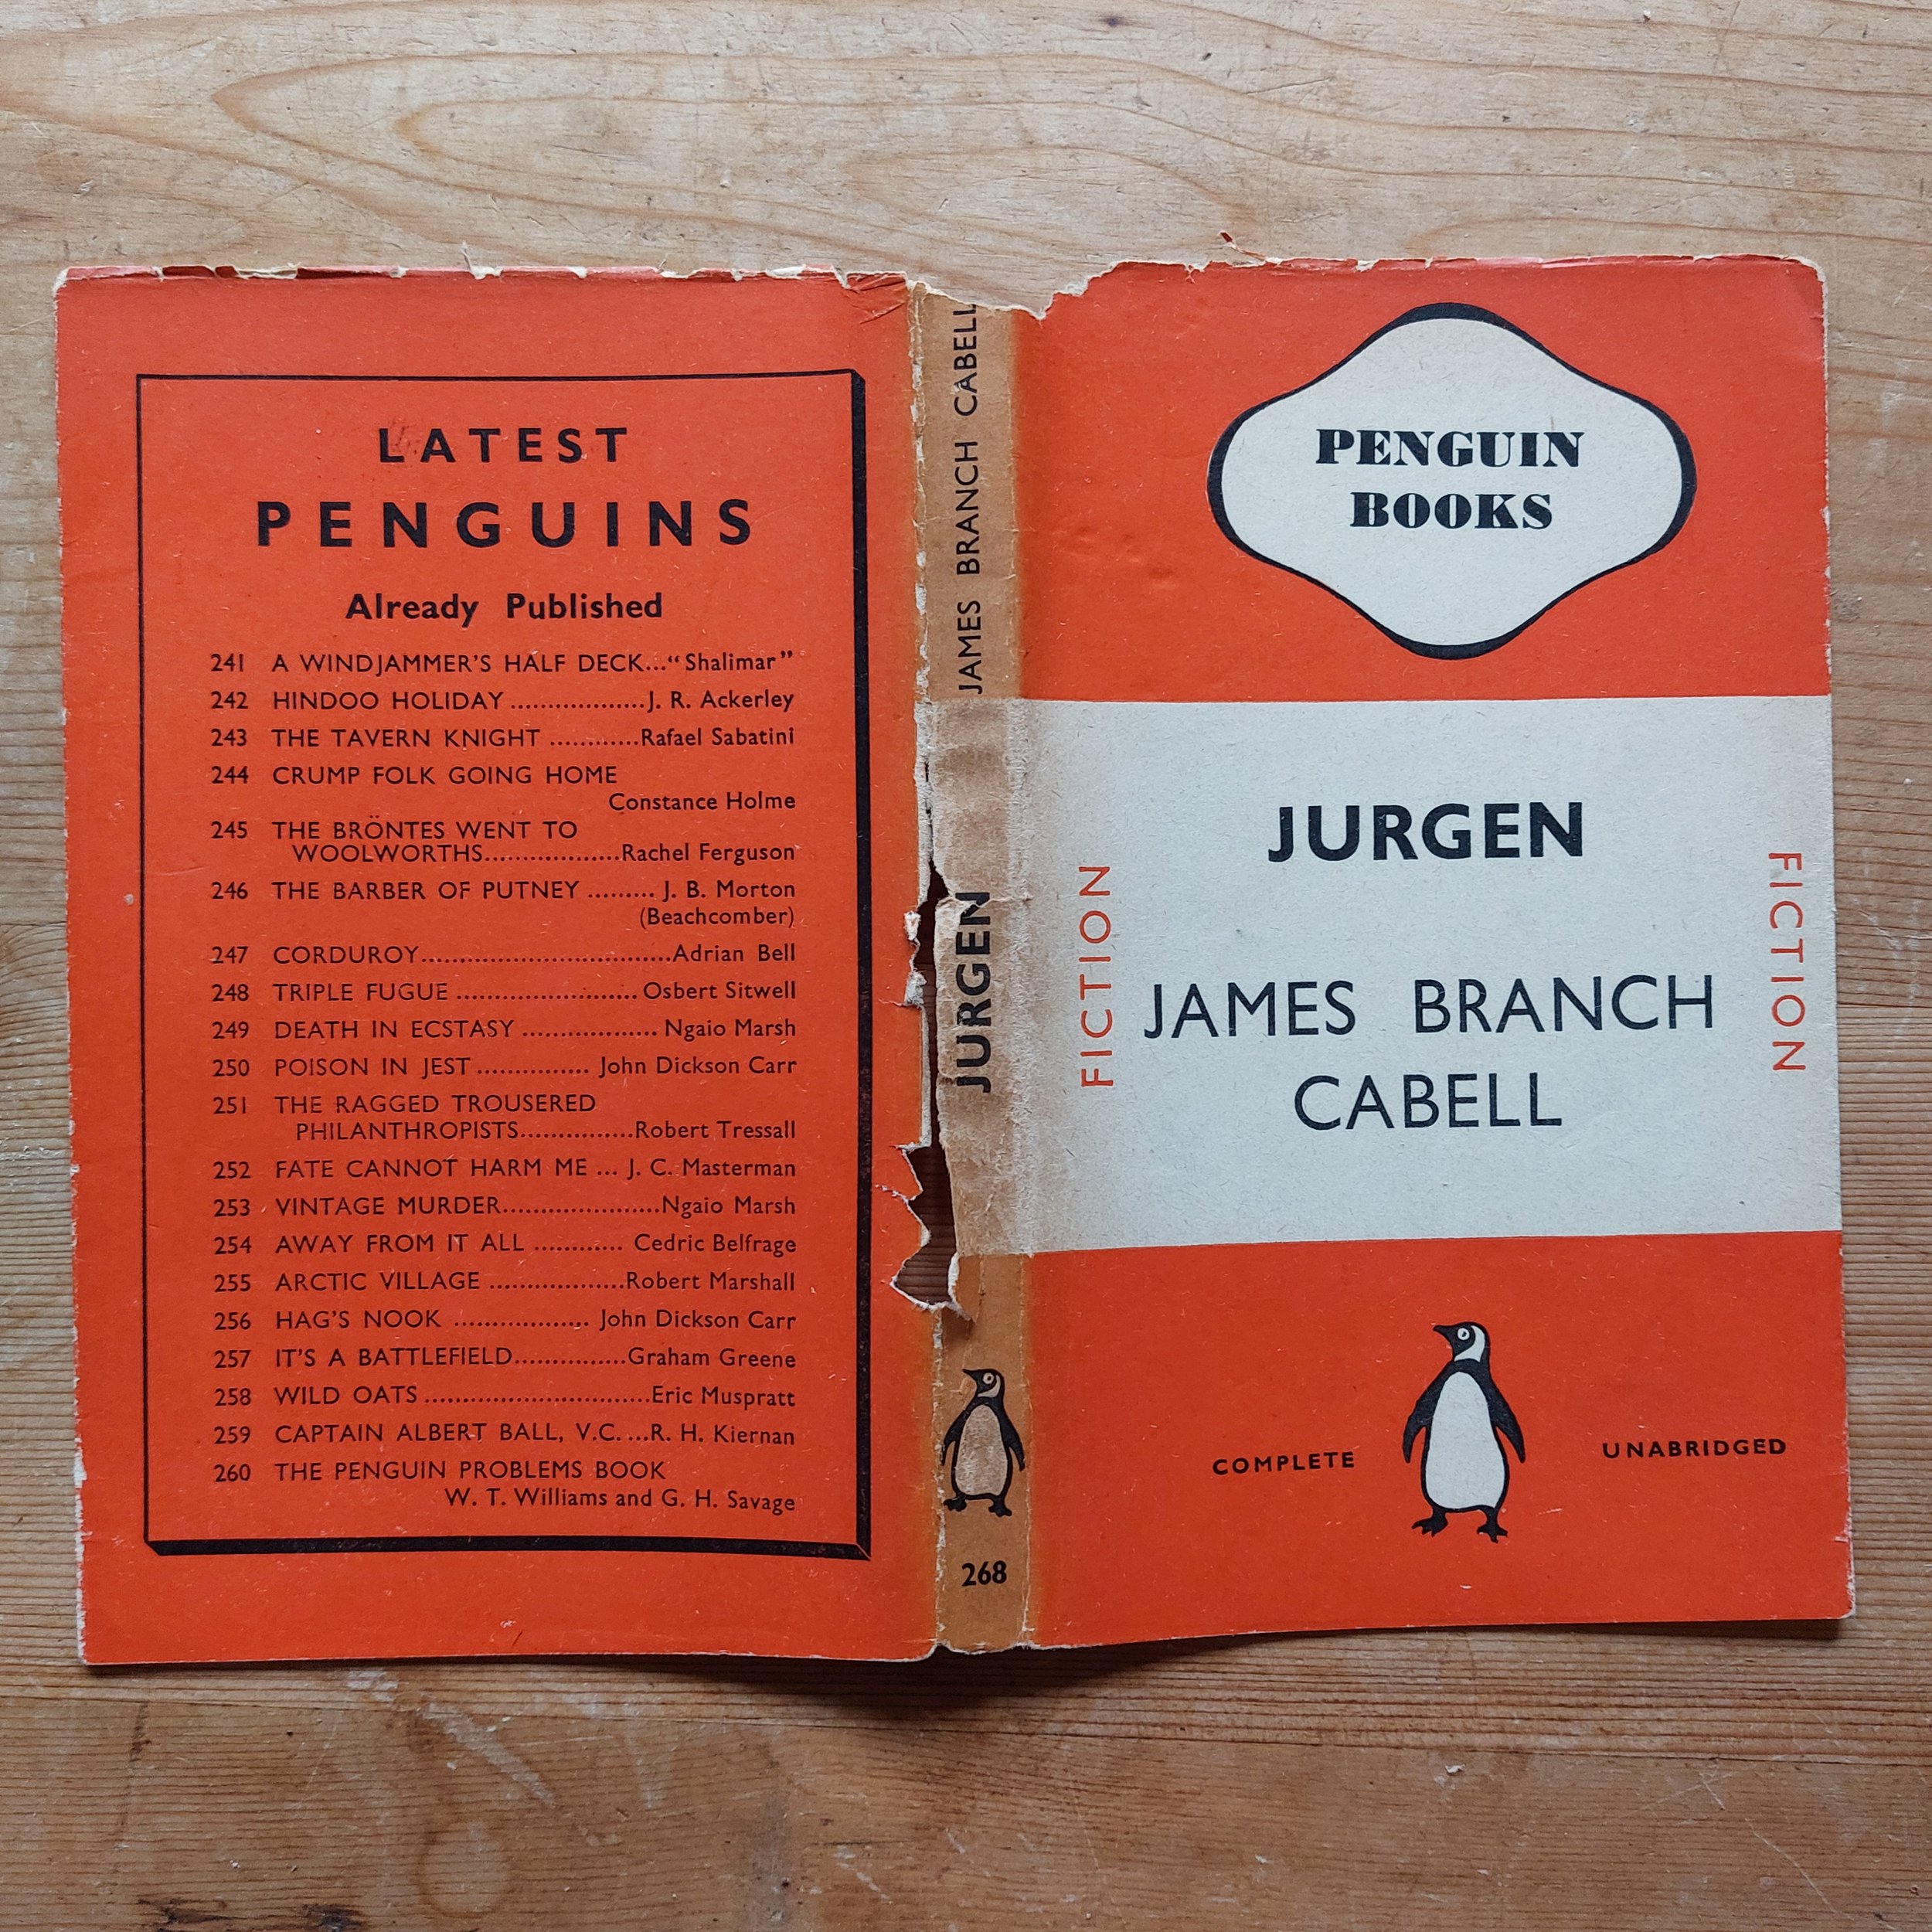 LATEST
PENGUINS
Already Published
241 A WINDJAMMER'S HALF DECK..."Shalimar"
242 HINDOO HOLIDAY ..................J. R. Ackerley
243 THE TAVERN KNIGHT ............Rafael Sabatini
244 CRUMP FOLK GOING HOME
Constance Holme
245 THE BRÖNTES WENT TO
WOOLWORTHS..................Rachel Ferguson
246 THE BARBER OF PUTNEY ......... J. B. Morton
(Beachcomber)
247 CORDUROY.................................Adrian Bell
248 TRIPLE FUGUE ........................ Osbert Sitwell
249 DEATH IN ECSTASY .................. Ngaio Marsh
250 POISON IN JEST ............... John Dickson Carr
251 THE RAGGED TROUSERED
PHILANTHROPISTS...............Robert Tressall
252 FATE CANNOT HARM ME ... J. C. Masterman
253 VINTAGE MURDER.....................Ngaio Marsh
254 AWAY FROM IT ALL ............ Cedric Belfrage
255 ARCTIC VILLAGE ..................Robert Marshall
256 HAG'S NOOK .................. John Dickson Carr
257 IT'S A BATTLEFIELD...............Graham Greene
258 WILD OATS ..............................Eric Muspratt
259 CAPTAIN ALBERT BALL, V.C. ...R. H. Kiernan
260 THE PENGUIN PROBLEMS BOOK
W. T. Williams and G. H. Savage
JAMES BRANCH CABELL
JURGEN
268
PENGUIN
BOOKS
FICTION
JURGEN
JAMES BRANCH
CABELL
FICTION
COMPLETE
UNABRIDGED